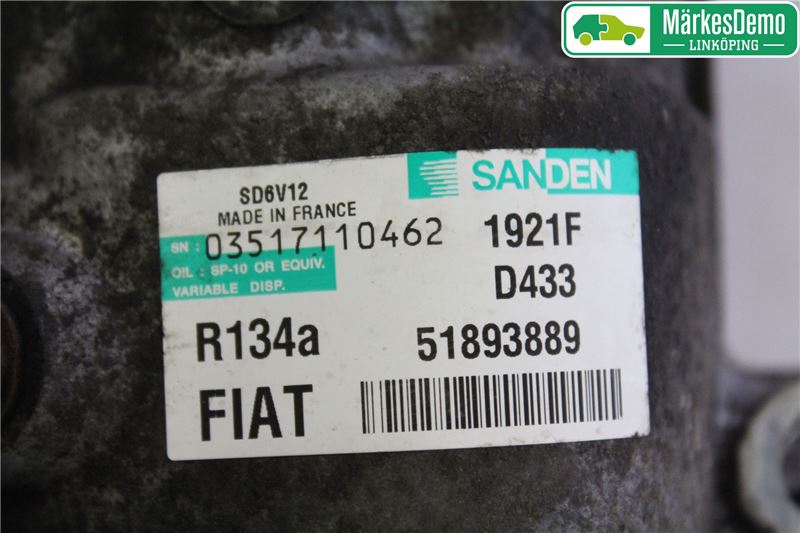 MärkesDemo
LINKÖPING
SANDEN
SD6V12
MADE IN FRANCE
SN : 03517110462
1921F
OIL : SP-10 OR EQUIV.
VARIABLE DISP.
D433
R134a
51893889
FIAT